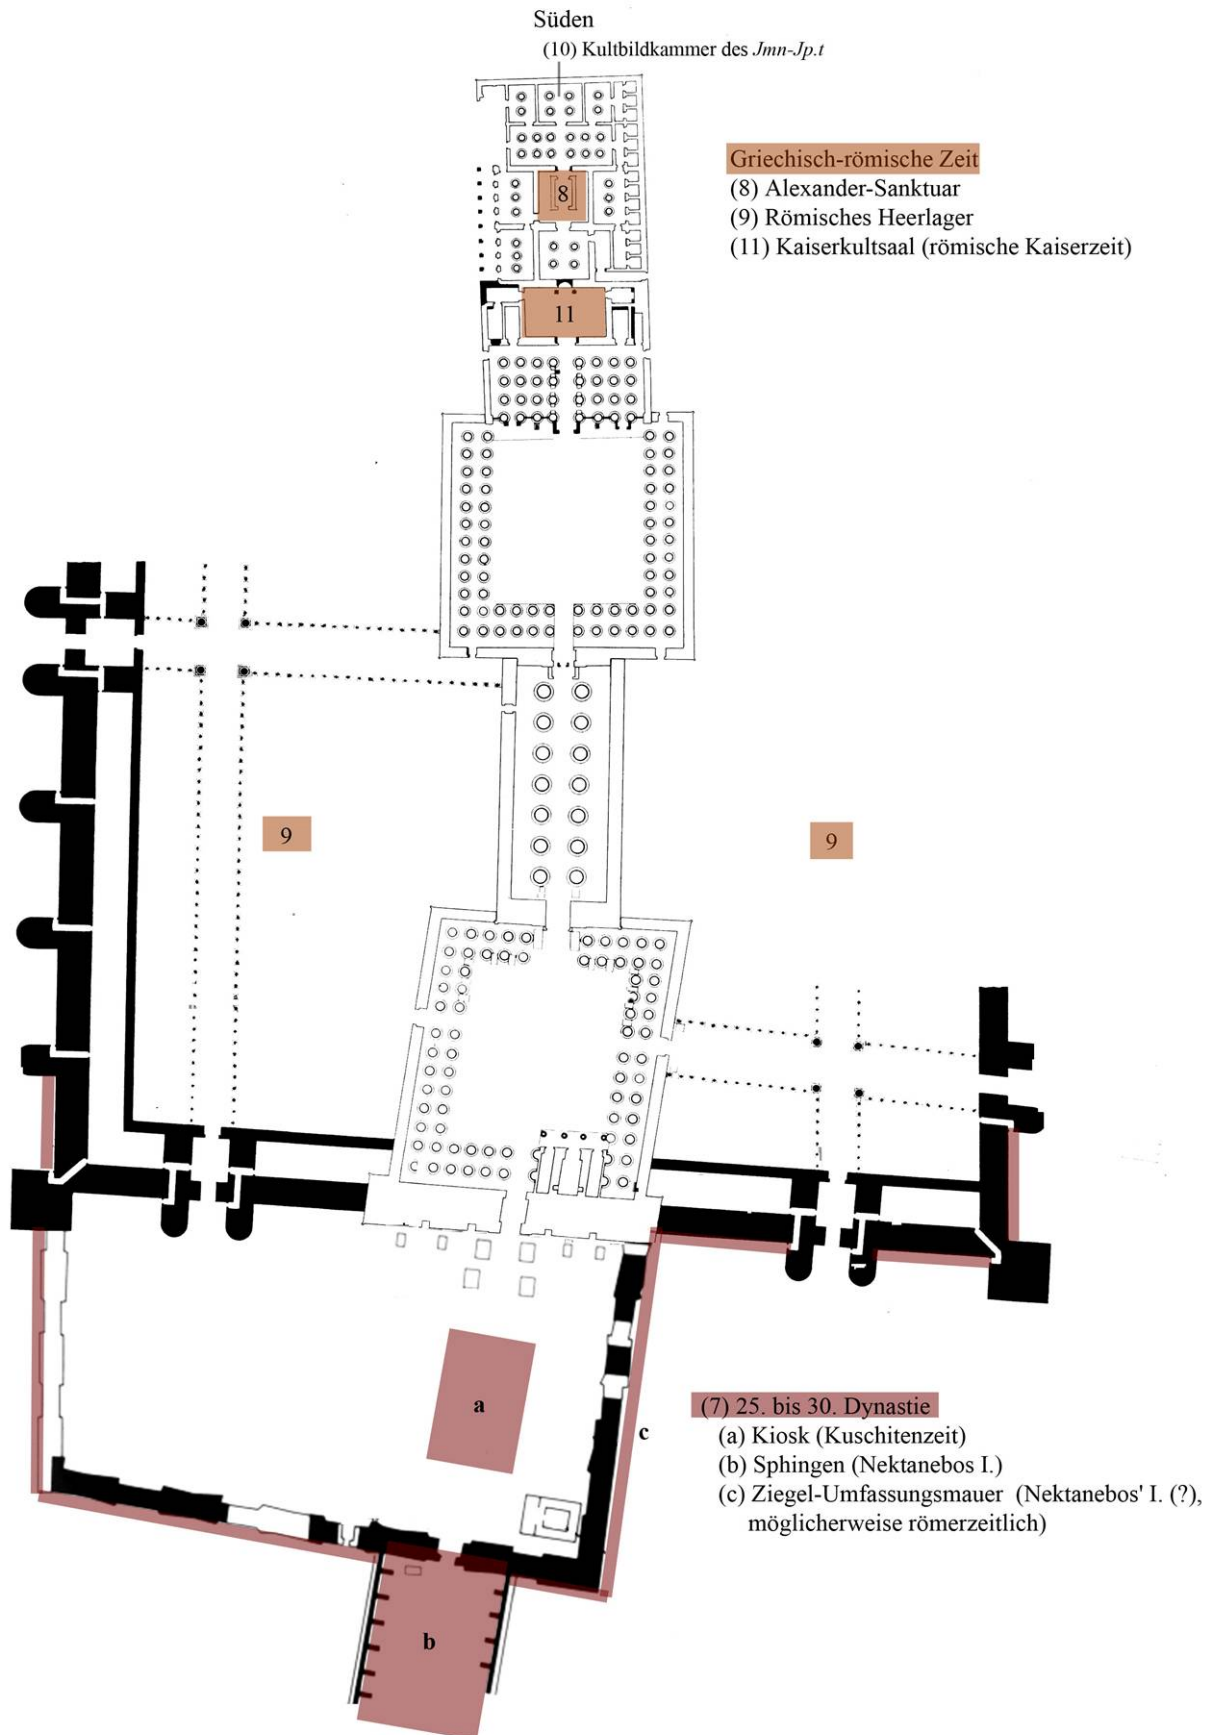 Süden
(10) Kultbildkammer des Jmn-Jp.t
Griechisch-römische Zeit
(8) Alexander-Sanktuar
(9) Römisches Heerlager
(11) Kaiserkultsaal (römische Kaiserzeit)
8
11
9
9
(7) 25. bis 30. Dynastie
(a) Kiosk (Kuschitenzeit)
(b) Sphingen (Nektanebos I.)
(c) Ziegel-Umfassungsmauer (Nektanebos' I. (?),
möglicherweise römerzeitlich)
a
c
b